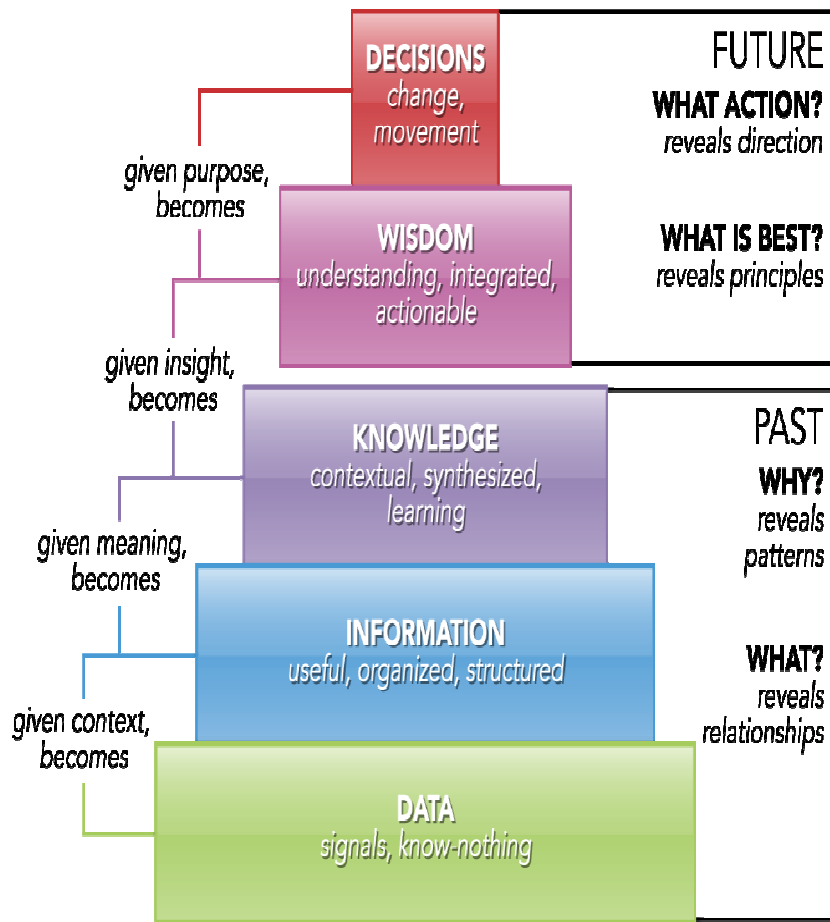 DECISIONS
change,
movement
FUTURE
WHAT ACTION?
reveals direction
given purpose,
becomes
WISDOM
understanding, integrated,
actionable
WHAT IS BEST?
reveals principles
given insight,
becomes
KNOWLEDGE
contextual, synthesized,
learning
PAST
WHY?
reveals
patterns
given meaning,
becomes
INFORMATION
useful, organized, structured
WHAT?
reveals
relationships
given context,
becomes
DATA
signals, know-nothing